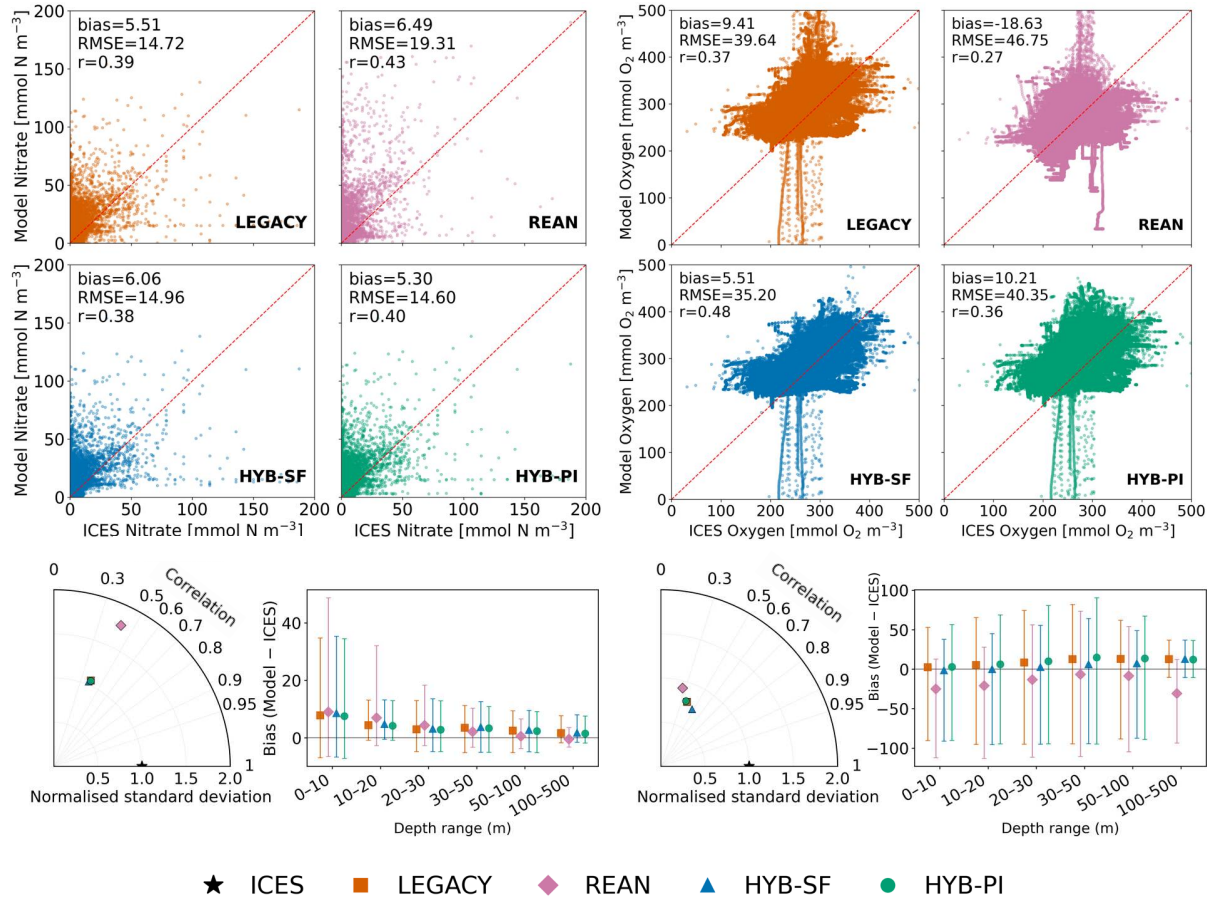 bias=5.51
RMSE=14.72
r=0.39
LEGACY
Model Nitrate [mmol N m⁻³]
200
150
100
50
0
bias=6.49
RMSE=19.31
r=0.43
REAN
bias=9.41
RMSE=39.64
r=0.37
LEGACY
Model Oxygen [mmol O₂ m⁻³]
500
400
300
200
100
0
bias=-18.63
RMSE=46.75
r=0.27
REAN
bias=6.06
RMSE=14.96
r=0.38
HYB-SF
Model Nitrate [mmol N m⁻³]
200
150
100
50
0
0 50 100 150 200
ICES Nitrate [mmol N m⁻³]
bias=5.30
RMSE=14.60
r=0.40
HYB-PI
0 50 100 150 200
ICES Nitrate [mmol N m⁻³]
bias=5.51
RMSE=35.20
r=0.48
HYB-SF
Model Oxygen [mmol O₂ m⁻³]
500
400
300
200
100
0
0 100 200 300 400 500
ICES Oxygen [mmol O₂ m⁻³]
bias=10.21
RMSE=40.35
r=0.36
HYB-PI
0 100 200 300 400 500
ICES Oxygen [mmol O₂ m⁻³]
0 0.3 0.5 0.6 0.7 0.8 0.9 0.95 1
Correlation
0.5 1.0 1.5 2.0
Normalised standard deviation
Bias (Model − ICES)
40
20
0
0–10 10–20 20–30 30–50 50–100 100–500
Depth range (m)
0 0.3 0.5 0.6 0.7 0.8 0.9 0.95 1
Correlation
0.5 1.0 1.5 2.0
Normalised standard deviation
Bias (Model − ICES)
100
50
0
−50
−100
0–10 10–20 20–30 30–50 50–100 100–500
Depth range (m)
ICES LEGACY REAN HYB-SF HYB-PI